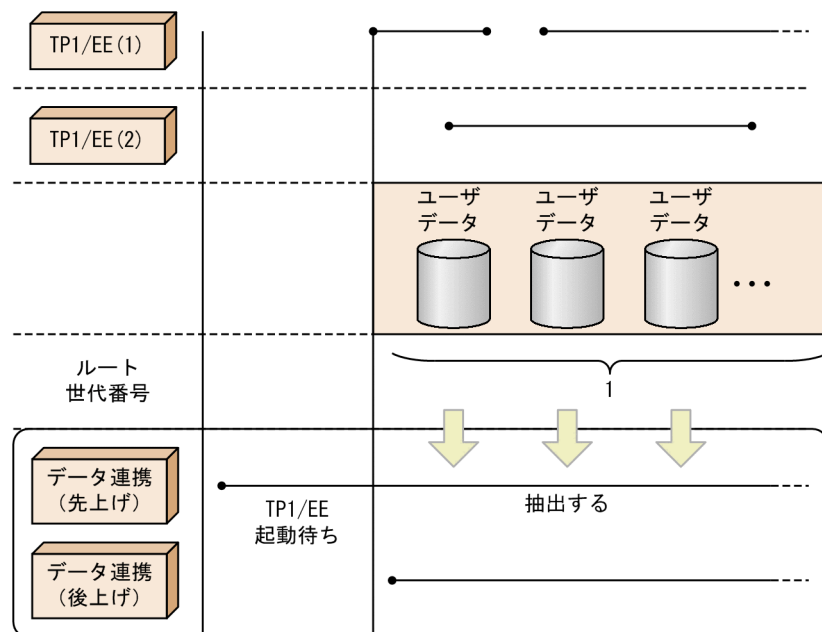 TP1/EE(1)
TP1/EE(2)
ユーザ
データ
ユーザ
データ
ユーザ
データ
・・・
ルート
世代番号
1
データ連携
(先上げ)
TP1/EE
起動待ち
抽出する
データ連携
(後上げ)